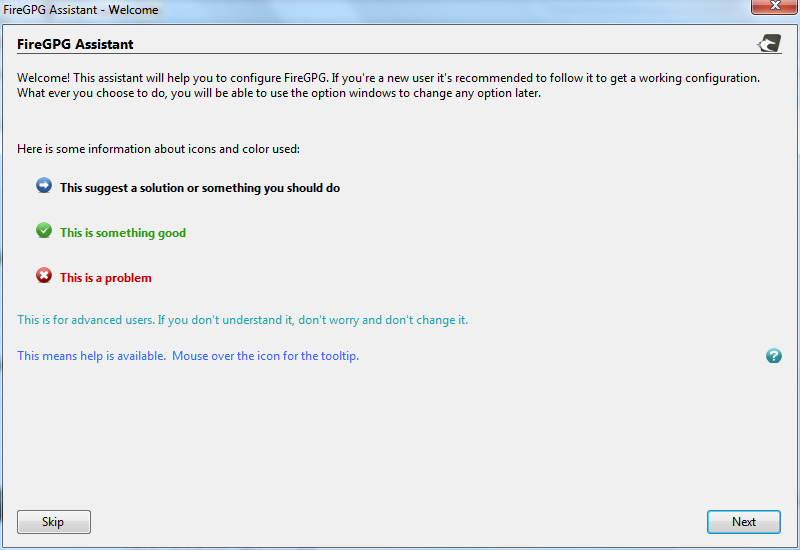 FireGPG Assistant - Welcome
FireGPG Assistant
Welcome! This assistant will help you to configure FireGPG. If you're a new user it's recommended to follow it to get a working configuration.
What ever you choose to do, you will be able to use the option windows to change any option later.
Here is some information about icons and color used:
This suggest a solution or something you should do
This is something good
This is a problem
This is for advanced users. If you don't understand it, don't worry and don't change it.
This means help is available.  Mouse over the icon for the tooltip.
?
Skip
Next